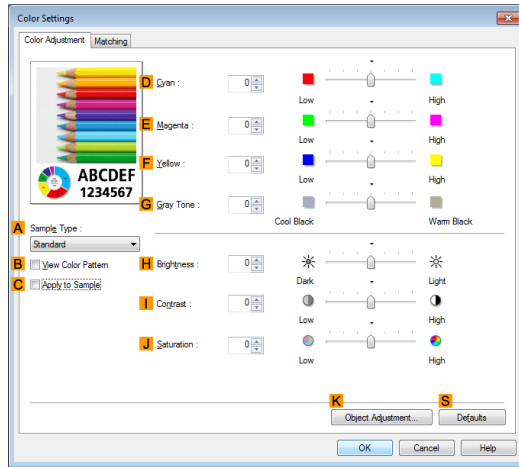 Color Settings
Color Adjustment Matching
ABCDEF
1234567
D Cyan : 0
Low High
E Magenta : 0
Low High
F Yellow : 0
Low High
G Gray Tone : 0
Cool Black Warm Black
A Sample Type :
Standard
B View Color Pattern
C Apply to Sample
H Brightness : 0
Dark Light
I Contrast : 0
Low High
J Saturation : 0
Low High
K S
Object Adjustment... Defaults
OK Cancel Help